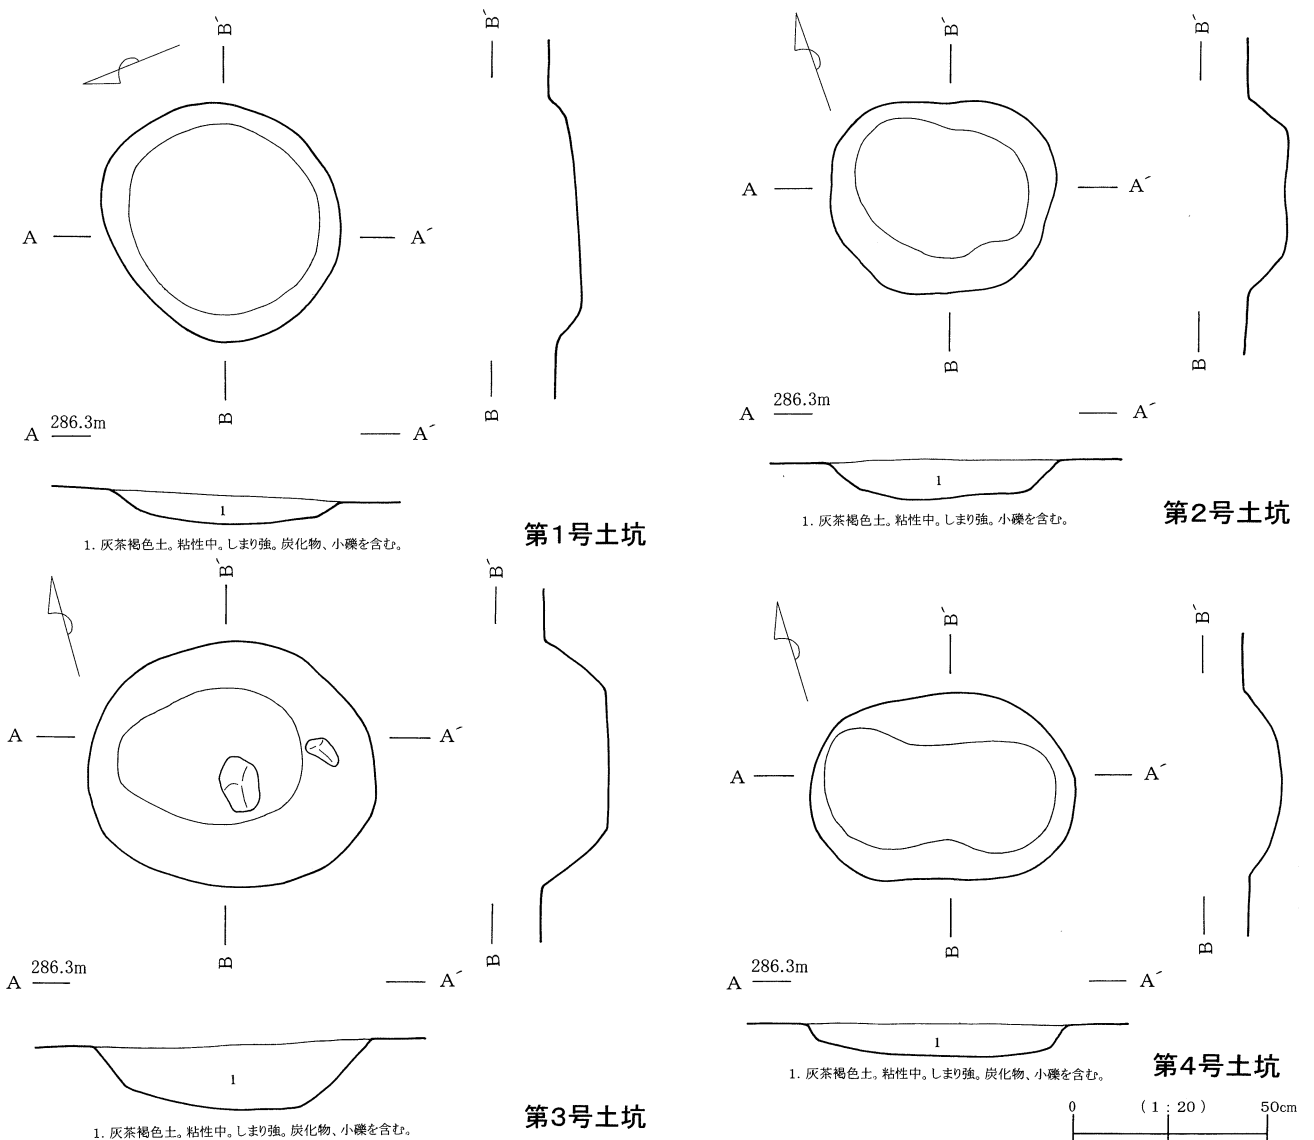 B´
B´
A
A´
B
B
286.3m
A
A´
1
1. 灰茶褐色土。粘性中。しまり強。炭化物、小礫を含む。
第1号土坑
B´
B´
A
A´
B
B
286.3m
A
A´
1
1. 灰茶褐色土。粘性中。しまり強。小礫を含む。
第2号土坑
B´
B´
A
A´
B
B
286.3m
A
A´
1
1. 灰茶褐色土。粘性中。しまり強。炭化物、小礫を含む。
第3号土坑
B´
B´
A
A´
B
B
286.3m
A
A´
1
1. 灰茶褐色土。粘性中。しまり強。炭化物、小礫を含む。
第4号土坑
0 (1:20) 50cm